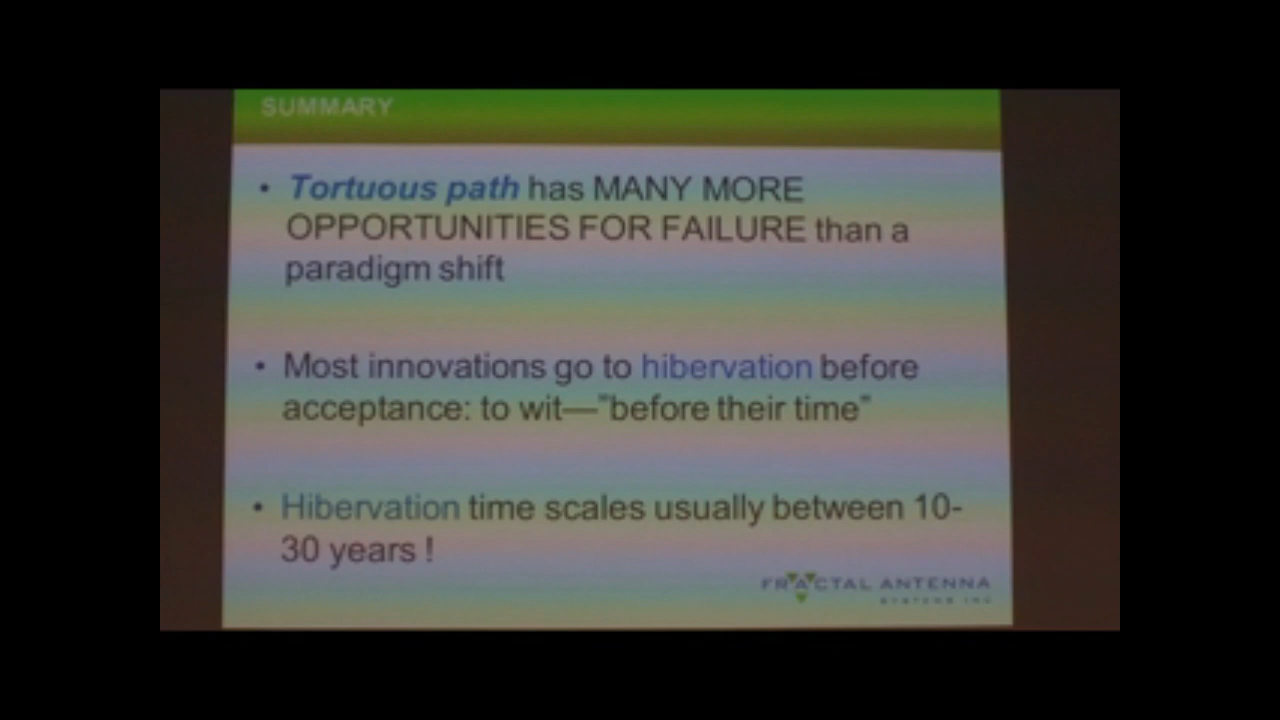 SUMMARY
• Tortuous path has MANY MORE
OPPORTUNITIES FOR FAILURE than a
paradigm shift
• Most innovations go to hibervation before
acceptance: to wit—"before their time"
• Hibervation time scales usually between 10-
30 years !
FRACTAL ANTENNA
SYSTEMS INC